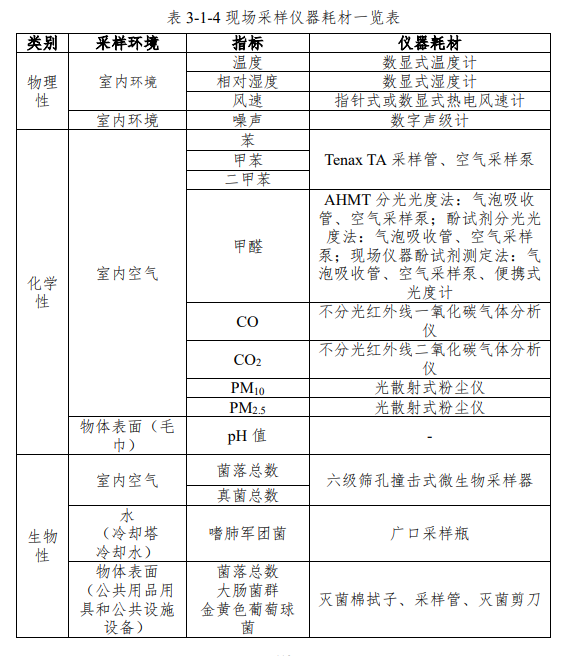 表 3-1-4 现场采样仪器耗材一览表
类别 采样环境 指标 仪器耗材
物理
性
室内环境
温度 数显式温度计
相对湿度 数显式湿度计
风速 指针式或数显式热电风速计
室内环境 噪声 数字声级计
化学
性
室内空气
苯
甲苯
二甲苯
Tenax TA 采样管、空气采样泵
甲醛
AHMT 分光光度法：气泡吸收
管、空气采样泵；酚试剂分光光
度法：气泡吸收管、空气采样
泵；现场仪器酚试剂测定法：气
泡吸收管、空气采样泵、便携式
光度计
CO
不分光红外线一氧化碳气体分析
仪
CO2
不分光红外线二氧化碳气体分析
仪
PM10 光散射式粉尘仪
PM2.5 光散射式粉尘仪
物体表面（毛
巾）
pH 值 -
生物
性
室内空气
菌落总数
真菌总数
六级筛孔撞击式微生物采样器
水
（冷却塔
冷却水）
嗜肺军团菌 广口采样瓶
物体表面
（公共用品用
具和公共设施
设备）
菌落总数
大肠菌群
金黄色葡萄球
菌
灭菌棉拭子、采样管、灭菌剪刀